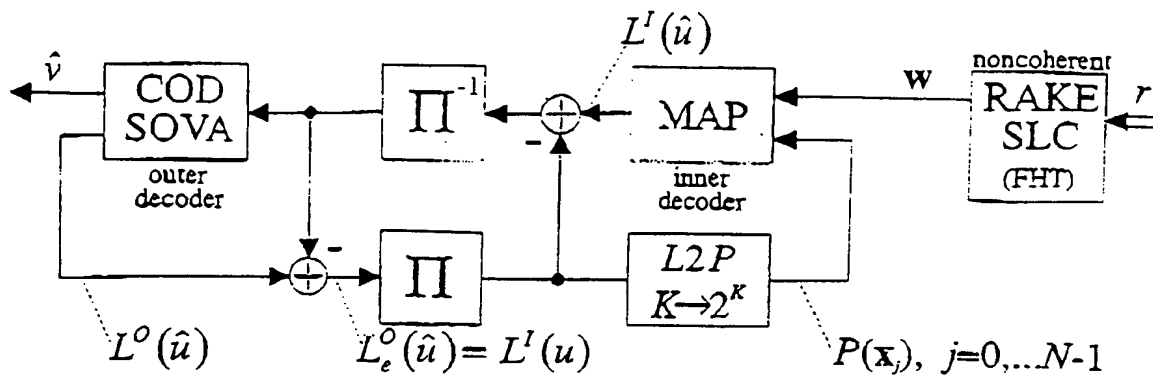 L^I(û)
v̂
COD
SOVA
outer
decoder
Π^-1
-
MAP
inner
decoder
w
noncoherent
RAKE
SLC
(FHT)
r
-
Π
L2P
K→2^K
L^O(û)
L_e^O(û) = L^I(u)
P(x_j), j=0,...N-1